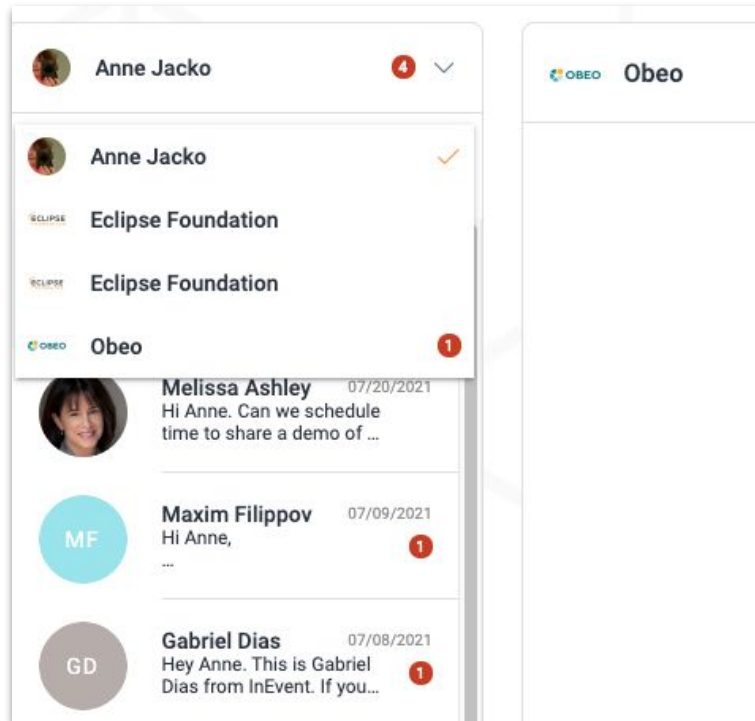 Anne Jacko 4
OBEO Obeo
Anne Jacko
ECLIPSE Eclipse Foundation
ECLIPSE Eclipse Foundation
OBEO Obeo 1
Melissa Ashley 07/20/2021
Hi Anne. Can we schedule
time to share a demo of ...
MF
Maxim Filippov 07/09/2021
Hi Anne, 1
...
GD
Gabriel Dias 07/08/2021
Hey Anne. This is Gabriel
Dias from InEvent. If you... 1